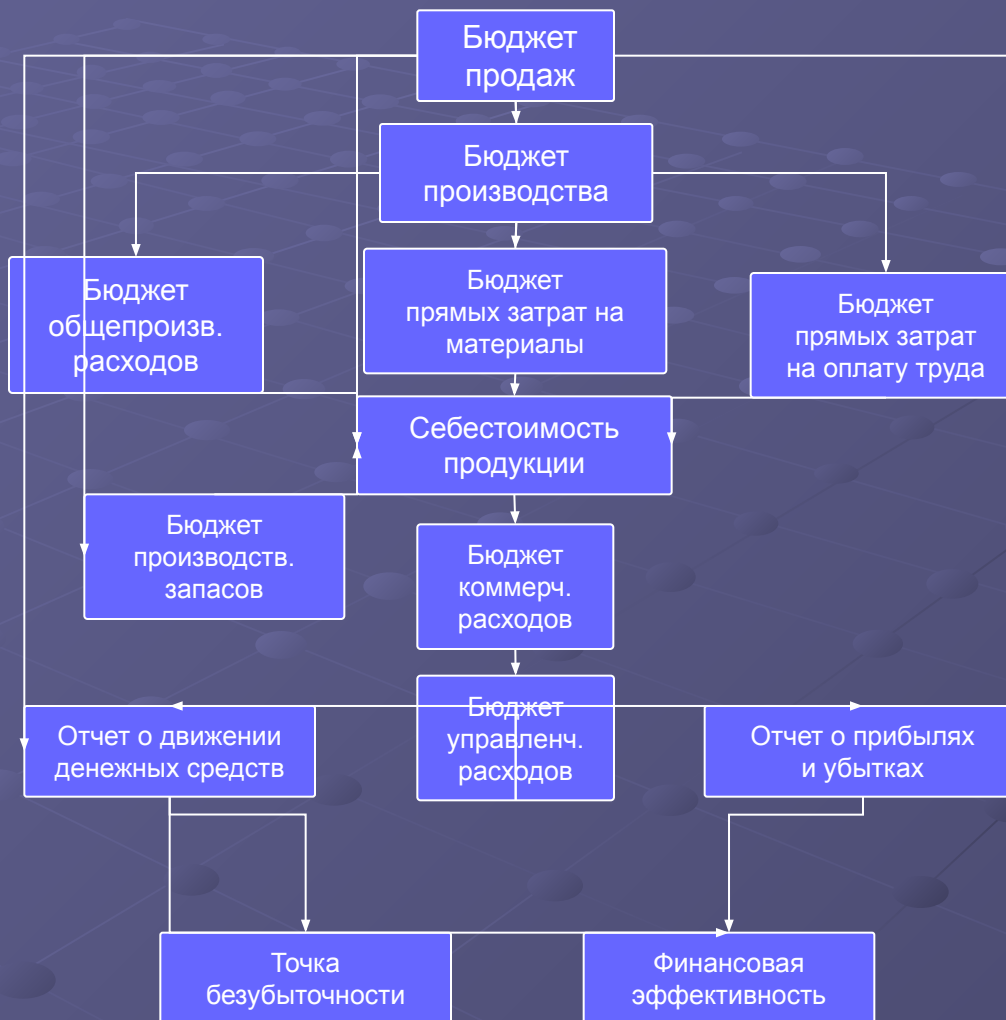 Бюджет
продаж
Бюджет
производства
Бюджет
общепроизв.
расходов
Бюджет
прямых затрат на
материалы
Бюджет
прямых затрат
на оплату труда
Себестоимость
продукции
Бюджет
производств.
запасов
Бюджет
коммерч.
расходов
Бюджет
управленч.
расходов
Отчет о движении
денежных средств
Отчет о прибылях
и убытках
Точка
безубыточности
Финансовая
эффективность